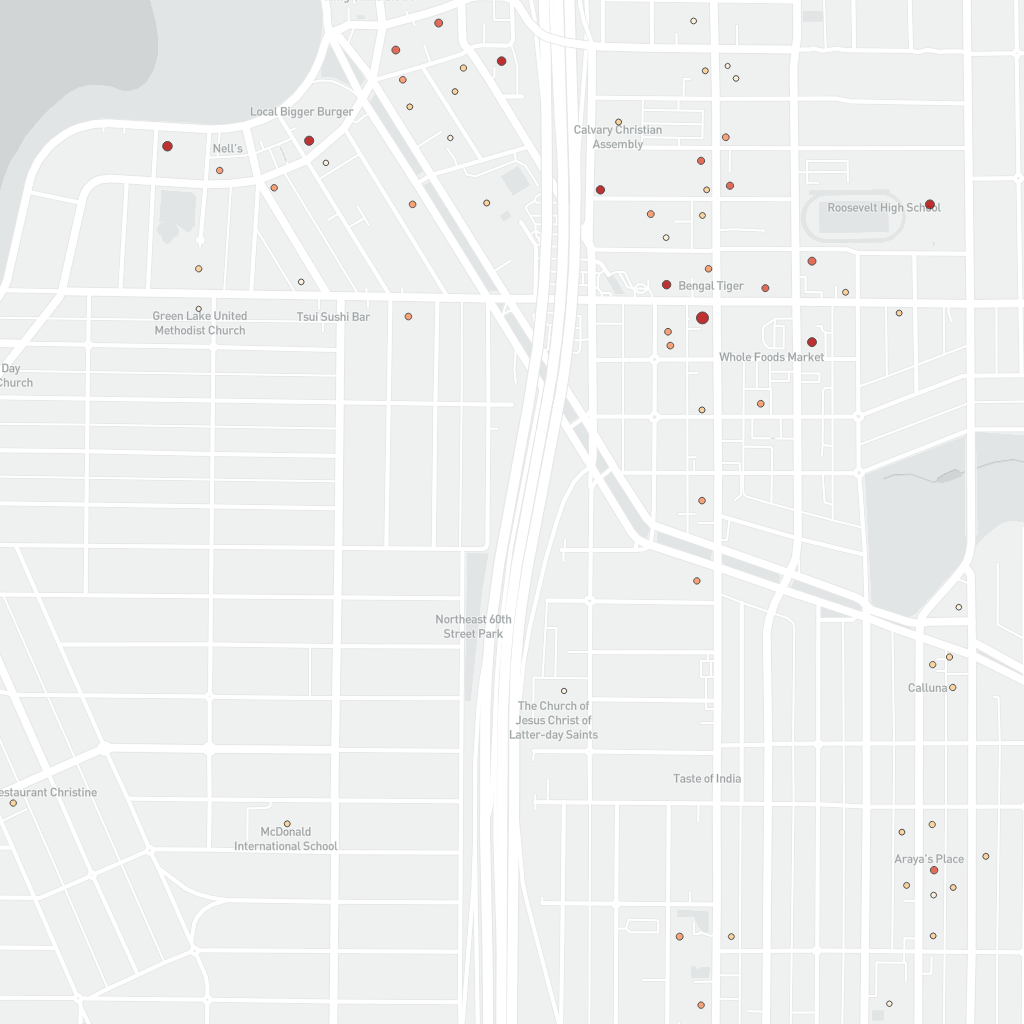 Local Bigger Burger
Nell's
Calvary Christian
Assembly
Roosevelt High School
Bengal Tiger
Green Lake United
Methodist Church
Tsui Sushi Bar
Whole Foods Market
Day
Church
Northeast 60th
Street Park
Calluna
The Church of
Jesus Christ of
Latter-day Saints
Taste of India
estaurant Christine
McDonald
International School
Araya's Place